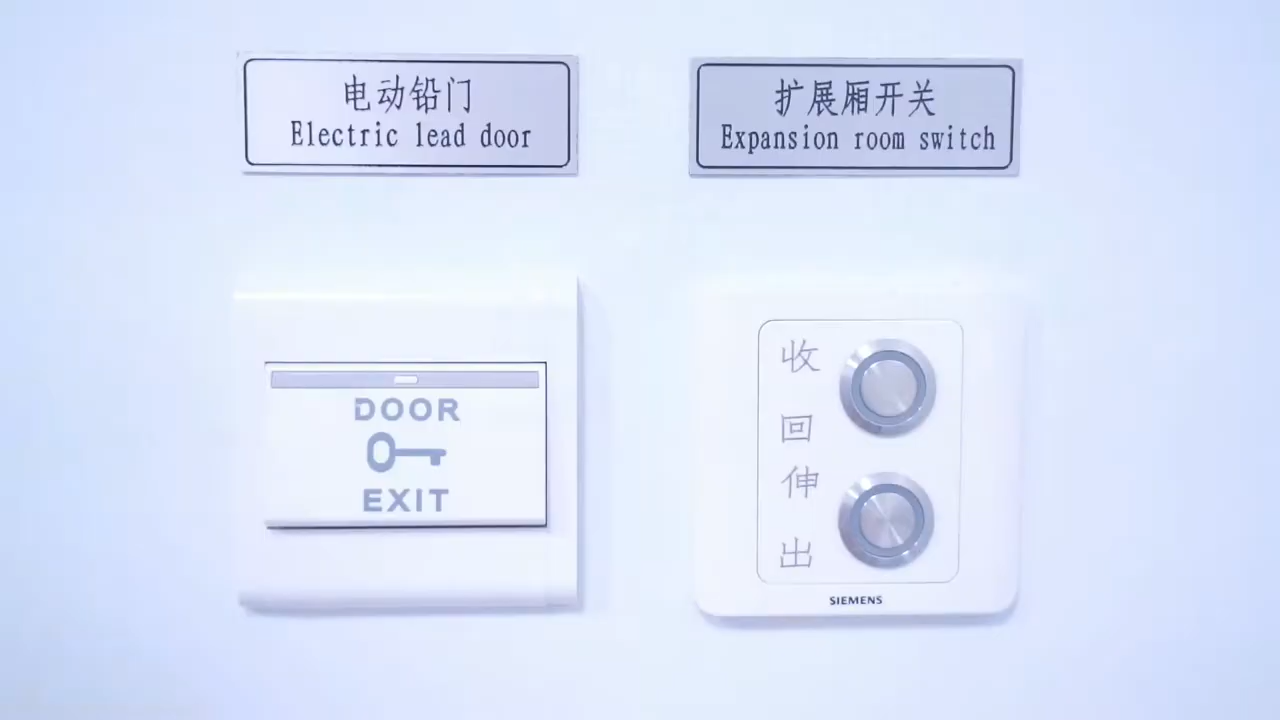 电动铅门
Electric lead door
扩展厢开关
Expansion room switch
DOOR
EXIT
收
回
伸
出
SIEMENS